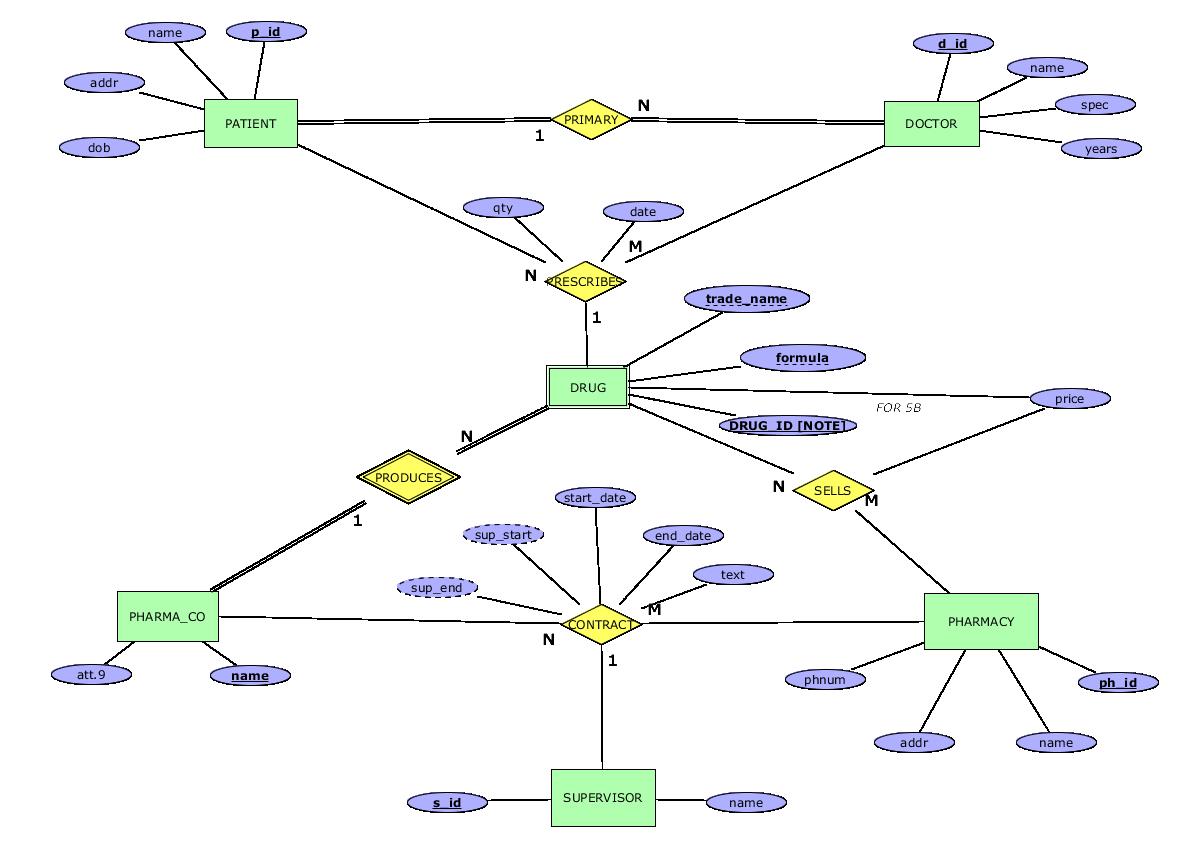 name
p_id
d_id
addr
name
N
spec
PATIENT
PRIMARY
DOCTOR
1
dob
years
qty
date
M
N
PRESCRIBES
trade_name
1
formula
DRUG
price
FOR 5B
DRUG_ID [NOTE]
N
PRODUCES
N
SELLS
M
start_date
1
sup_start
end_date
text
sup_end
M
PHARMA_CO
CONTRACT
PHARMACY
N
1
att.9
name
phnum
ph_id
addr
name
s_id
SUPERVISOR
name